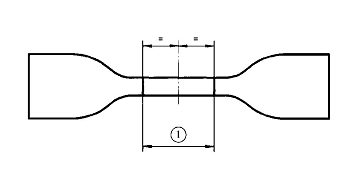 = =
1